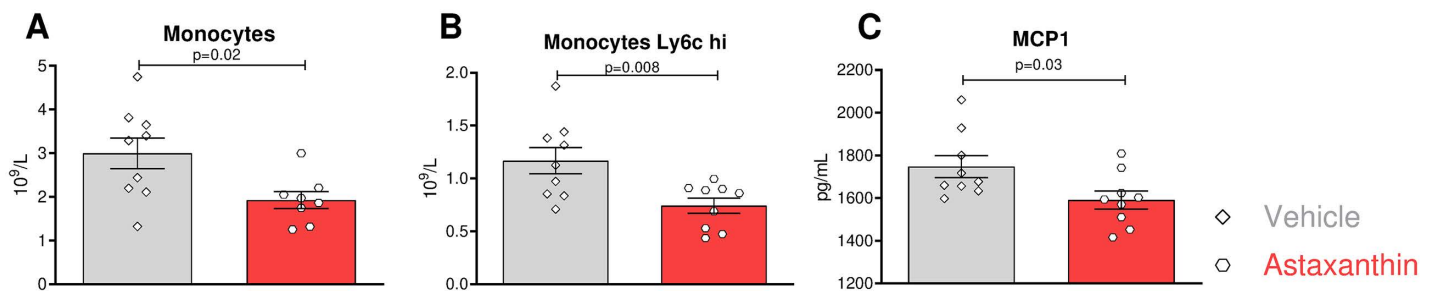 A
Monocytes
p=0.02
5
4
3
2
1
0
10⁹/L
B
Monocytes Ly6c hi
p=0.008
2.0
1.5
1.0
0.5
0.0
10⁹/L
C
MCP1
p=0.03
2200
2000
1800
1600
1400
1200
pg/mL
Vehicle
Astaxanthin